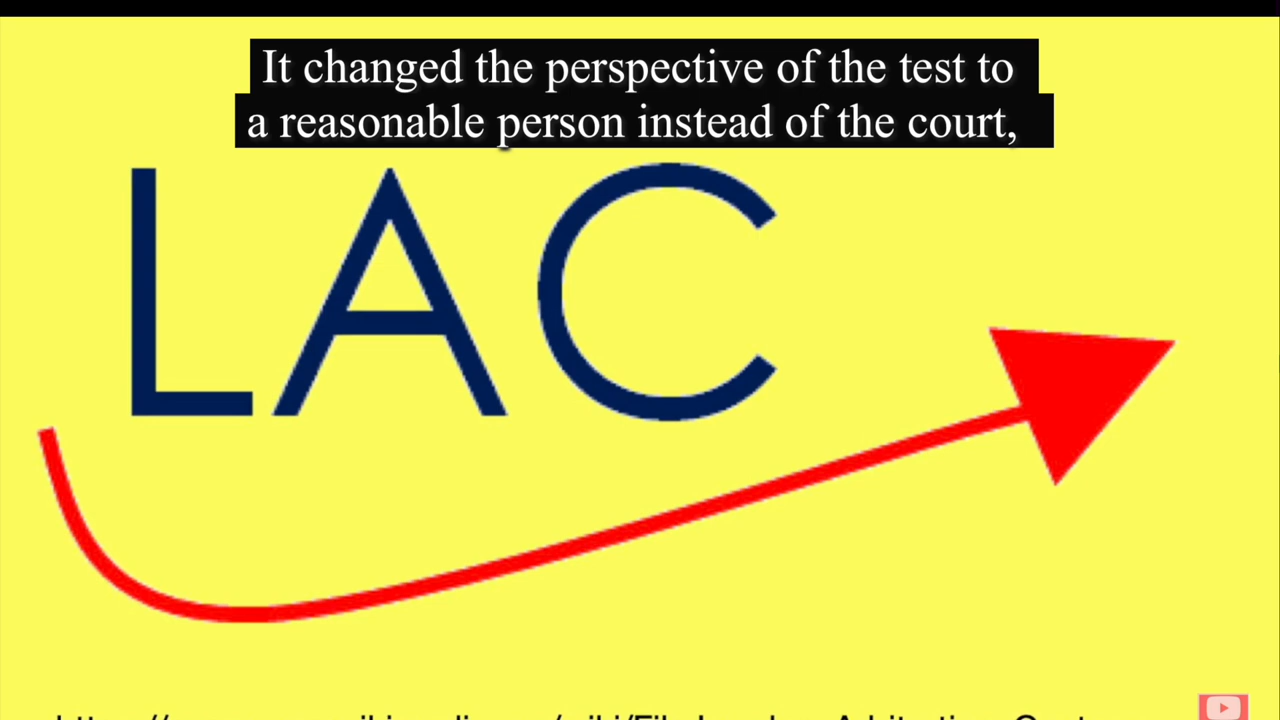 It changed the perspective of the test to
a reasonable person instead of the court,
LAC